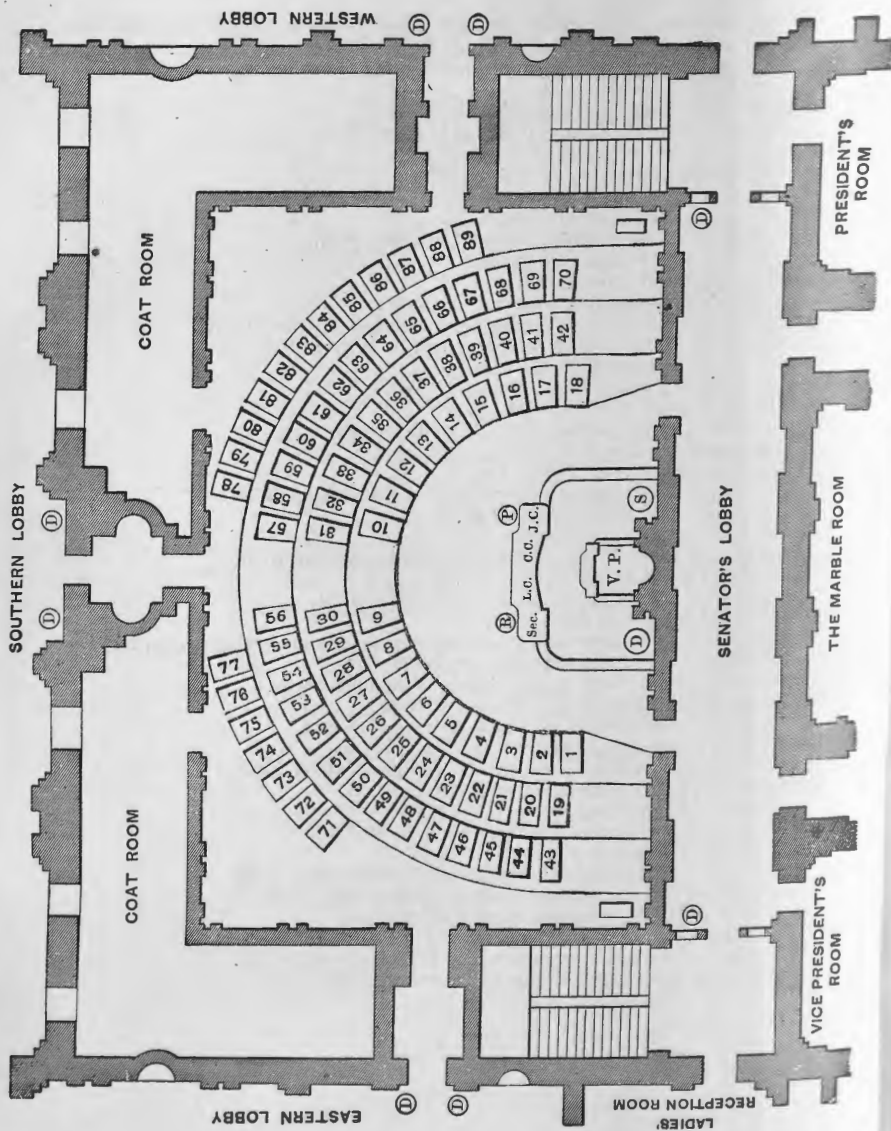 SOUTHERN LOBBY
D
D
COAT ROOM
COAT ROOM
EASTERN LOBBY
WESTERN LOBBY
D
D
D
D
71 72 73 74 75 76 77
78 79 80 81 82 83 84 85 86 87 88 89
43 44 45 46 47 48 49 50 51 52 53 54 55 56
57 58 59 60 61 62 63 64 65 66 67 68 69 70
19 20 21 22 23 24 25 26 27 28 29 30
31 32 33 34 35 36 37 38 39 40 41 42
1 2 3 4 5 6 7 8 9
10 11 12 13 14 15 16 17 18
R
P
Sec. L.C. C.C. J.C.
V.P.
D
S
D
D
SENATOR'S LOBBY
LADIES'
RECEPTION ROOM
VICE PRESIDENT'S
ROOM
THE MARBLE ROOM
PRESIDENT'S
ROOM